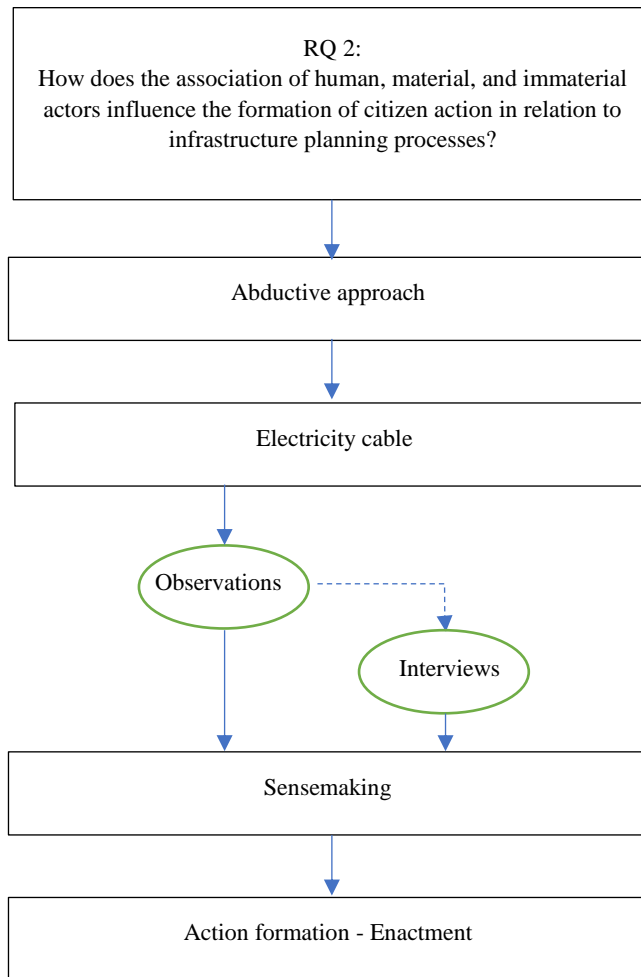 RQ 2:
How does the association of human, material, and immaterial
actors influence the formation of citizen action in relation to
infrastructure planning processes?
Abductive approach
Electricity cable
Observations
Interviews
Sensemaking
Action formation - Enactment